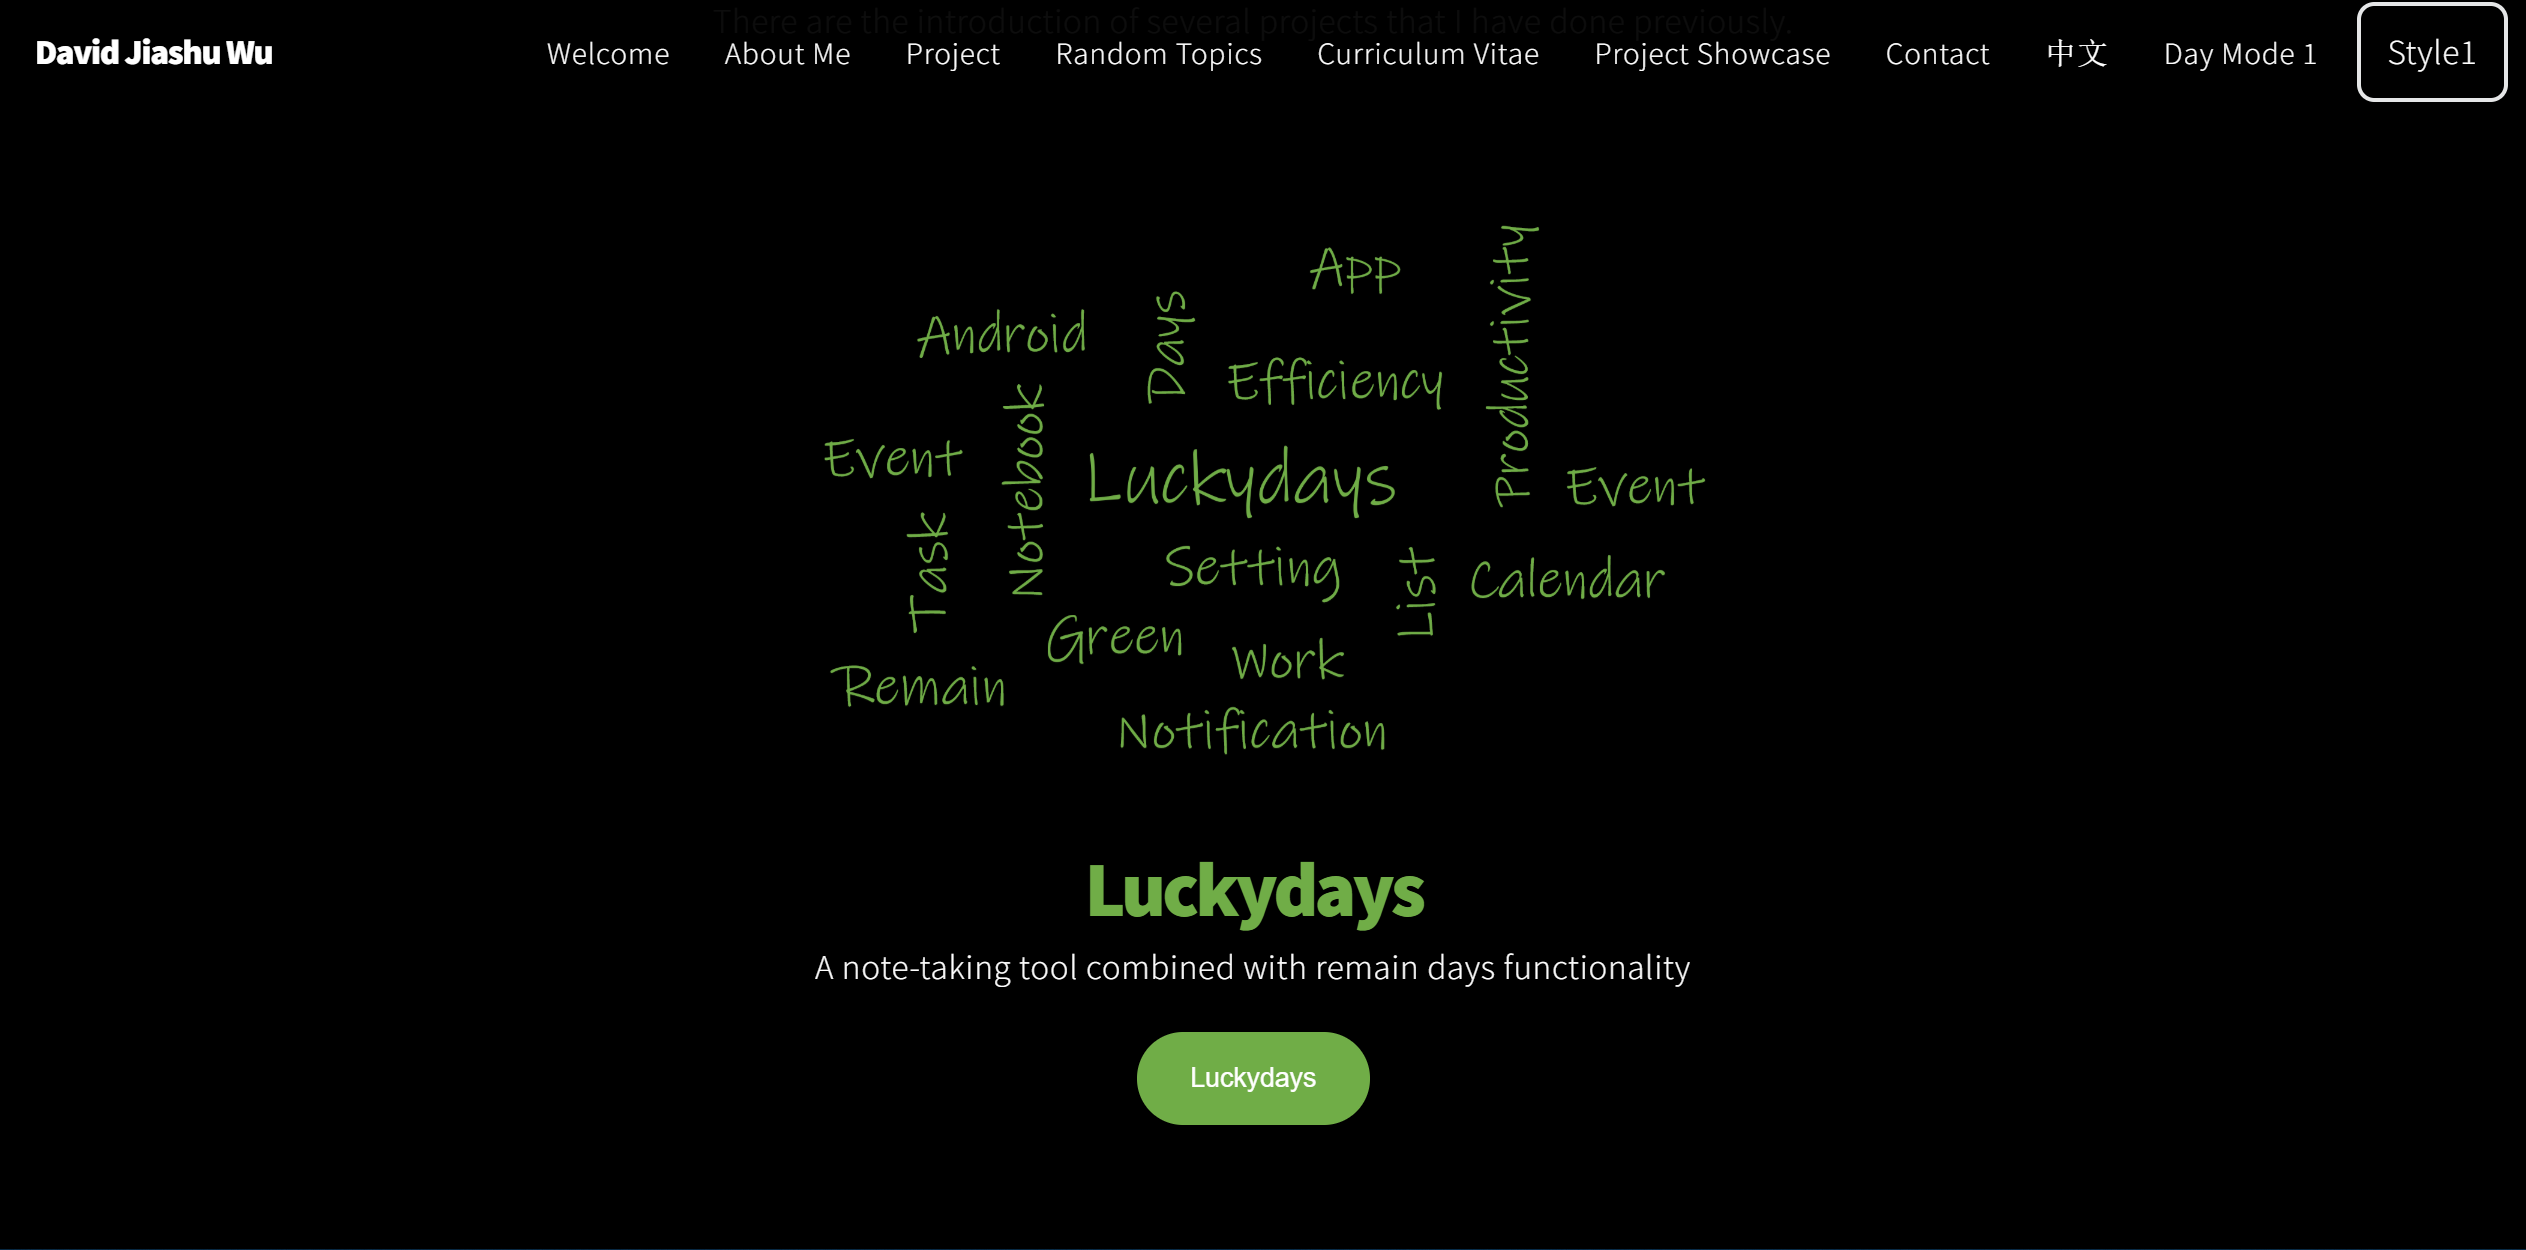 There are the introduction of several projects that I have done previously.
David Jiashu Wu
Welcome
About Me
Project
Random Topics
Curriculum Vitae
Project Showcase
Contact
中文
Day Mode 1
Style1
App
Productivity
Android
Days
Efficiency
Event
Notebook
Luckydays
Event
Task
Setting
List
Calendar
Green
Work
Remain
Notification
Luckydays
A note-taking tool combined with remain days functionality
Luckydays